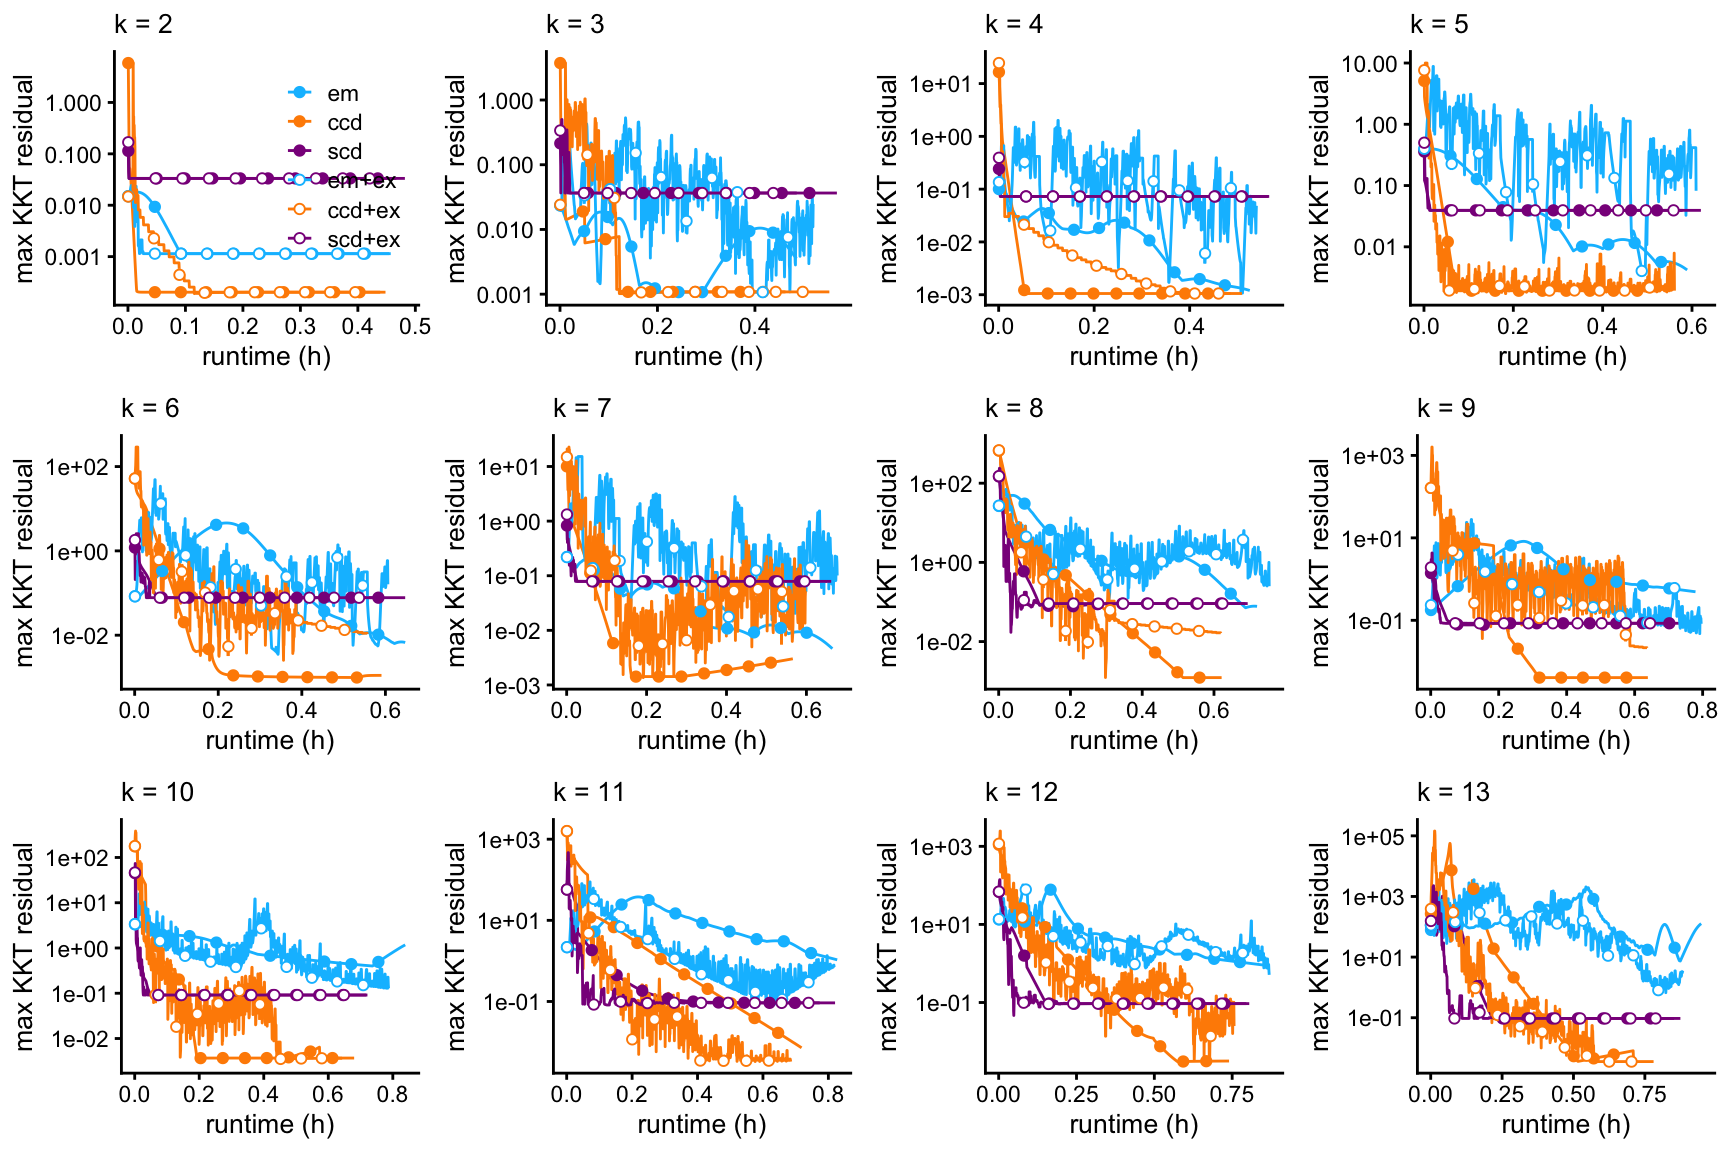 k = 2
max KKT residual
1.000
0.100
0.010
0.001
em
ccd
scd
em+ex
ccd+ex
scd+ex
0.0 0.1 0.2 0.3 0.4 0.5
runtime (h)
k = 3
max KKT residual
1.000
0.100
0.010
0.001
0.0 0.2 0.4
runtime (h)
k = 4
max KKT residual
1e+01
1e+00
1e-01
1e-02
1e-03
0.0 0.2 0.4
runtime (h)
k = 5
max KKT residual
10.00
1.00
0.10
0.01
0.0 0.2 0.4 0.6
runtime (h)
k = 6
max KKT residual
1e+02
1e+00
1e-02
0.0 0.2 0.4 0.6
runtime (h)
k = 7
max KKT residual
1e+01
1e+00
1e-01
1e-02
1e-03
0.0 0.2 0.4 0.6
runtime (h)
k = 8
max KKT residual
1e+02
1e+00
1e-02
0.0 0.2 0.4 0.6
runtime (h)
k = 9
max KKT residual
1e+03
1e+01
1e-01
0.0 0.2 0.4 0.6 0.8
runtime (h)
k = 10
max KKT residual
1e+02
1e+01
1e+00
1e-01
1e-02
0.0 0.2 0.4 0.6 0.8
runtime (h)
k = 11
max KKT residual
1e+03
1e+01
1e-01
0.0 0.2 0.4 0.6 0.8
runtime (h)
k = 12
max KKT residual
1e+03
1e+01
1e-01
0.00 0.25 0.50 0.75
runtime (h)
k = 13
max KKT residual
1e+05
1e+03
1e+01
1e-01
0.00 0.25 0.50 0.75
runtime (h)